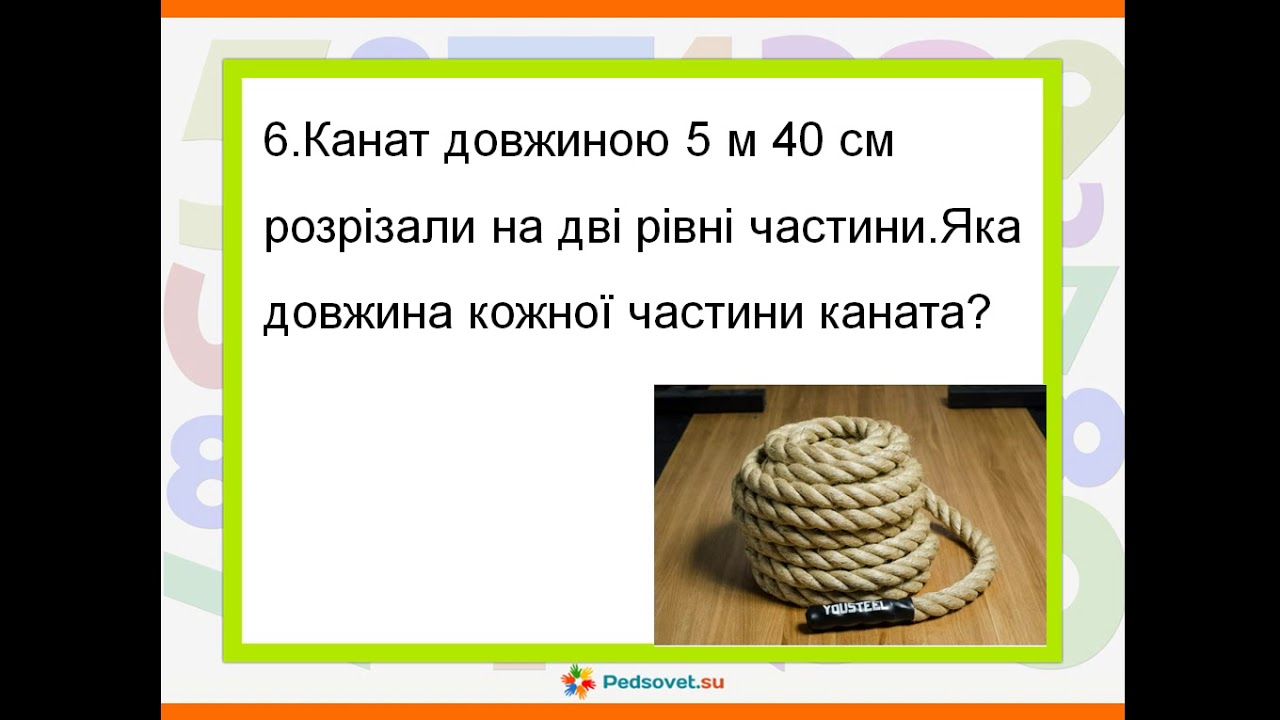 6.Канат довжиною 5 м 40 см
розрізали на дві рівні частини.Яка
довжина кожної частини каната?
YOUSTEEL
Pedsovet.su